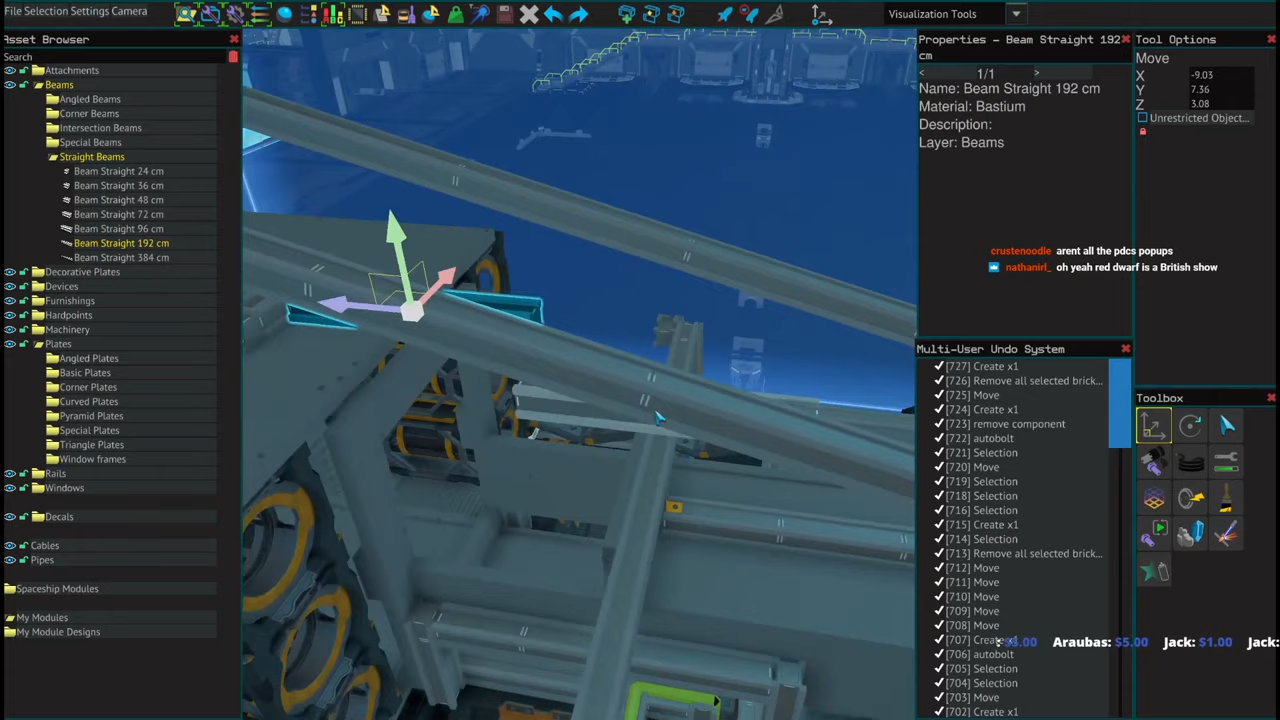 File Selection Settings Camera
Visualization Tools
Asset Browser
Search
Attachments
Beams
Angled Beams
Corner Beams
Intersection Beams
Special Beams
Straight Beams
Beam Straight 24 cm
Beam Straight 36 cm
Beam Straight 48 cm
Beam Straight 72 cm
Beam Straight 96 cm
Beam Straight 192 cm
Beam Straight 384 cm
Decorative Plates
Devices
Furnishings
Hardpoints
Machinery
Plates
Angled Plates
Basic Plates
Corner Plates
Curved Plates
Pyramid Plates
Special Plates
Triangle Plates
Window frames
Rails
Windows
Decals
Cables
Pipes
Spaceship Modules
My Modules
My Module Designs
Properties - Beam Straight 192
cm
< 1/1 >
Name: Beam Straight 192 cm
Material: Bastium
Description:
Layer: Beams
crustenoodle arent all the pdcs popups
nathanirl_ oh yeah red dwarf is a British show
Tool Options
Move
X -9.03
Y 7.36
Z 3.08
Unrestricted Object...
Multi-User Undo System
[727] Create x1
[726] Remove all selected brick...
[725] Move
[724] Create x1
[723] remove component
[722] autobolt
[721] Selection
[720] Move
[719] Selection
[718] Selection
[716] Selection
[715] Create x1
[714] Selection
[713] Remove all selected brick...
[712] Move
[711] Move
[710] Move
[709] Move
[708] Move
[707] Create
[706] autobolt
[705] Selection
[704] Selection
[703] Move
[702] Create x1
Toolbox
: $5.00 Araubas: $5.00 Jack: $1.00 Jack: